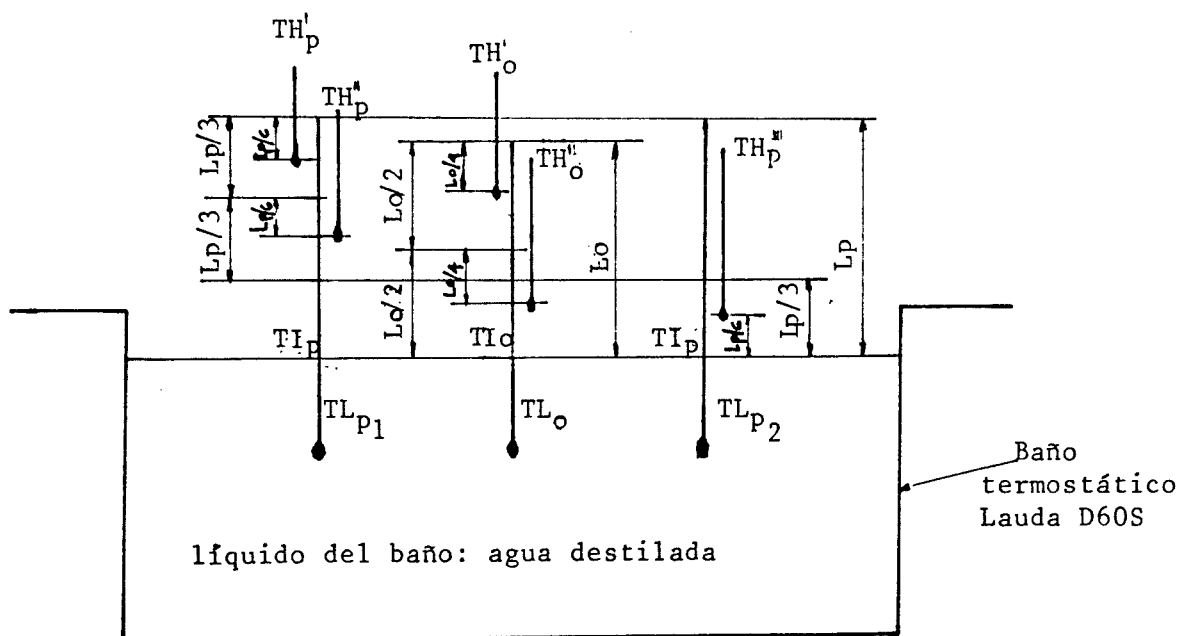 TH'p
TH'o
TH"p
TH"o
TH"'p
Lp/3
Lp/6
Lp/3
Lp/6
Lo/2
Lo/4
Lo/2
Lo/4
Lo
Lp
Lp/3
Lp/6
TIp
TIo
TIp
TLp1
TLo
TLp2
Baño
termostático
Lauda D60S
líquido del baño: agua destilada